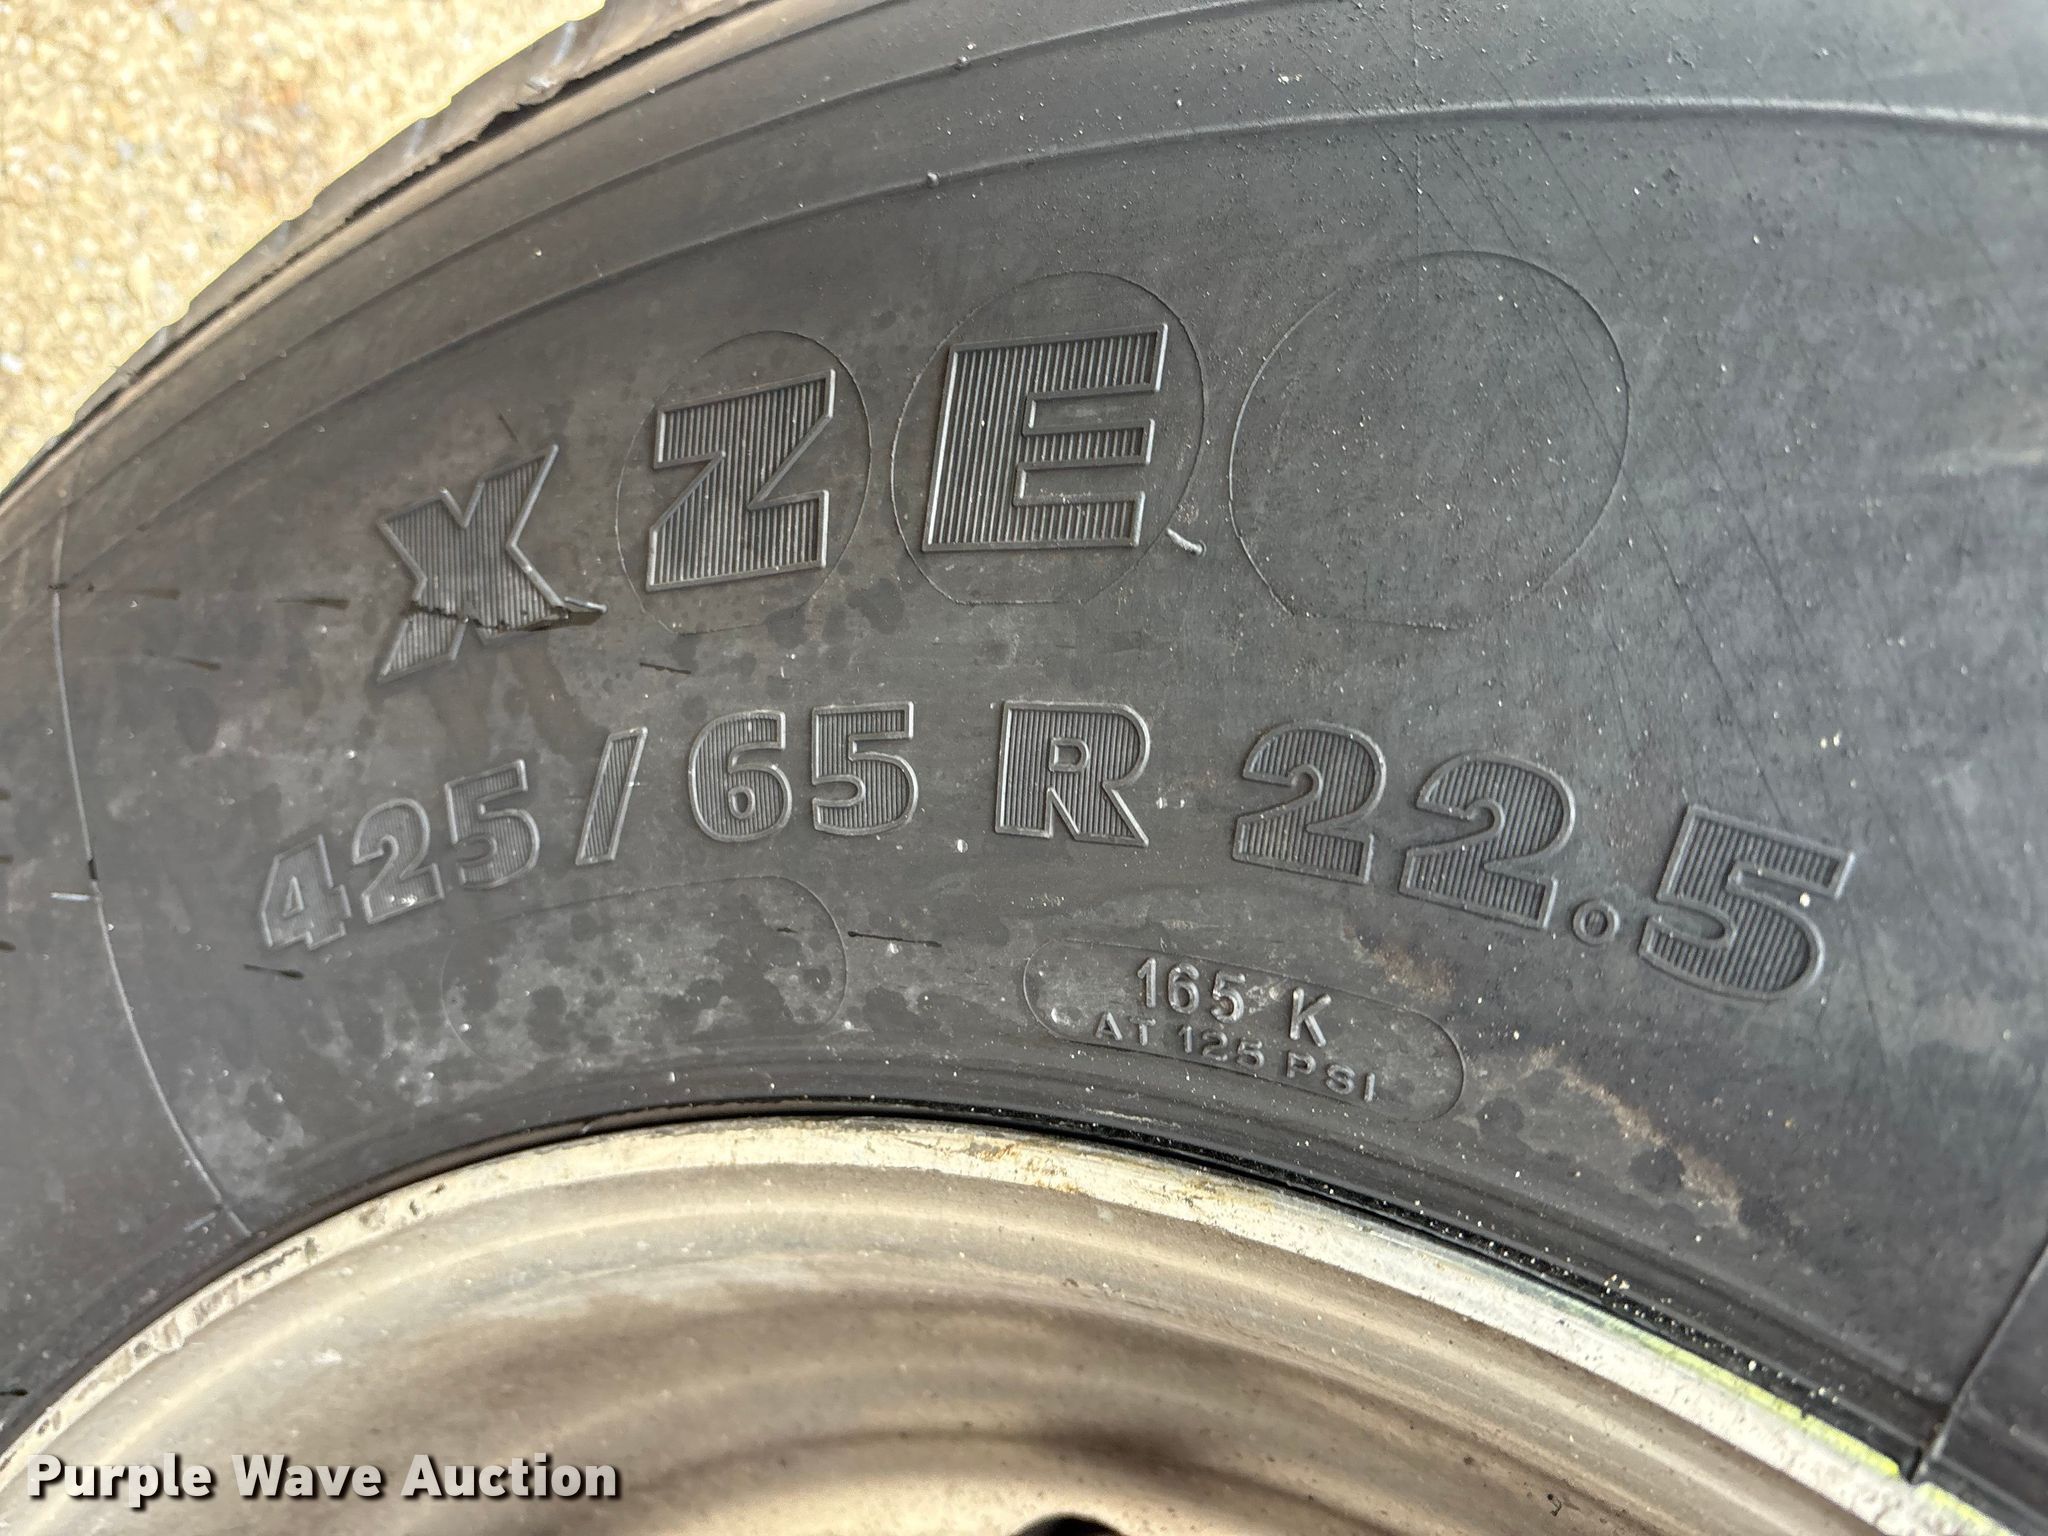 XZE
425/65 R 22.5
165 K
AT 125 PSI
Purple Wave Auction